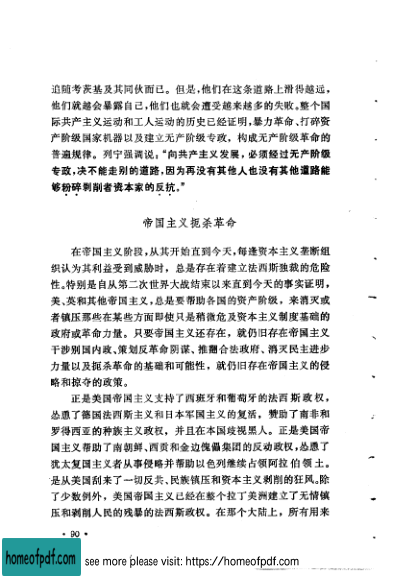 追随考茨基及其同伙而已。但是,他们在这条道路上滑得越远,
他们就越会暴露自己,他们也就会遭受越来越多的失败。整个国
际共产主义运动和工人运动的历史已经证明,暴力革命、打碎资
产阶级国家机器以及建立无产阶级专政,构成无产阶级革命的
普遍规律。列宁强调说,“向共产主义发展,必须经过无产阶级
专政,决不能走别的道路,因为再没有其他人也没有其他道路能
够粉碎剥削者资本家的反抗。”
帝国主义扼杀革命
在帝国主义阶段,从其开始直到今天,每逢资本主义垄断组
织认为其利益受到威胁时,总是存在着建立法西斯独裁的危险
性。特别是自从第二次世界大战结束以来直到今天的事实证明,
美、英和其他帝国主义,总是要帮助各国的资产阶级,来消灭或
者镇压那些在某些方面即使只是稍微危及资本主义制度基础的
政府或革命力量。只要帝国主义还存在,就仍旧存在帝国主义
干涉别国内政、策划反革命阴谋、推翻合法政府、消灭民主进步
力量以及扼杀革命的基础和可能性,就仍旧存在帝国主义的侵
略和掠夺的政策。
正是美国帝国主义支持了西班牙和葡萄牙的法西斯政权,
怂恿了德国法西斯主义和日本军国主义的复活,赞助了南非和
罗得西亚的种族主义政权,并且在本国歧视黑人。正是美国帝
国主义帮助了南朝鲜、西贡和金边傀儡集团的反动政权,怂恿了
犹太复国主义者从事侵略并帮助以色列继续占领阿拉伯领土。
是从美国刮来了一切反共、民族镇压和资本主义剥削的狂风。除
了少数例外,美国帝国主义已经在整个拉丁美洲建立了无情镇
压和剥削人民的残暴的法西斯政权。在那个大陆上,所有用来
• 90 •
homeofpdf.com
see more please visit: https://homeofpdf.com